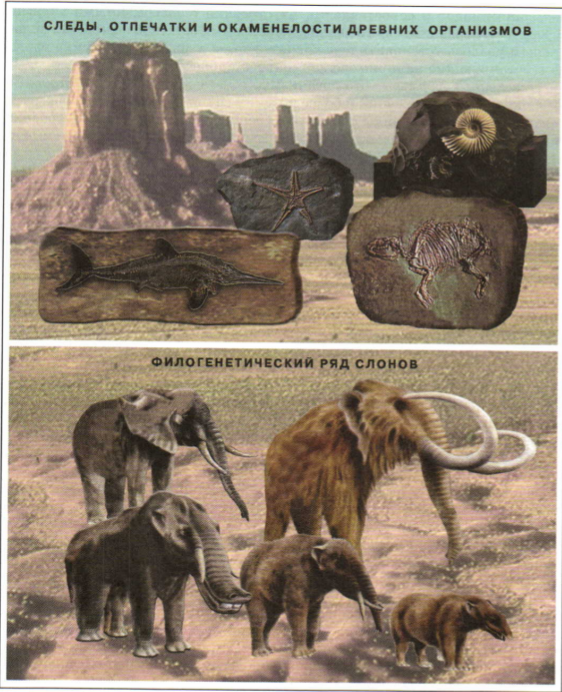 СЛЕДЫ, ОТПЕЧАТКИ И ОКАМЕНЕЛОСТИ ДРЕВНИХ ОРГАНИЗМОВ
ФИЛОГЕНЕТИЧЕСКИЙ РЯД СЛОНОВ